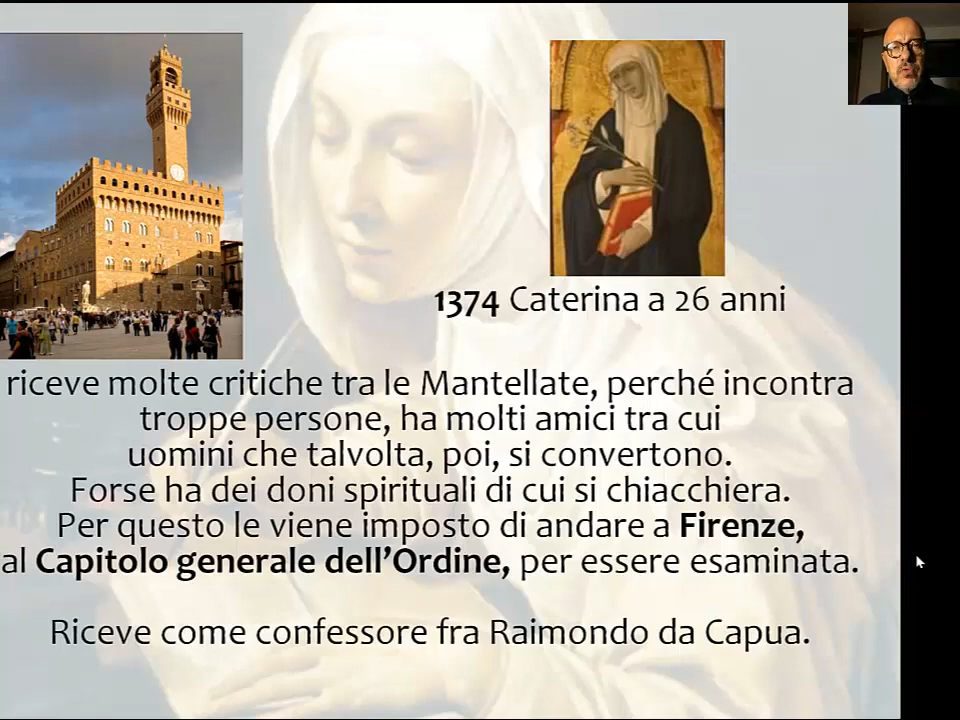 1374 Caterina a 26 anni
riceve molte critiche tra le Mantellate, perché incontra
troppe persone, ha molti amici tra cui
uomini che talvolta, poi, si convertono.
Forse ha dei doni spirituali di cui si chiacchiera.
Per questo le viene imposto di andare a Firenze,
al Capitolo generale dell’Ordine, per essere esaminata.
Riceve come confessore fra Raimondo da Capua.